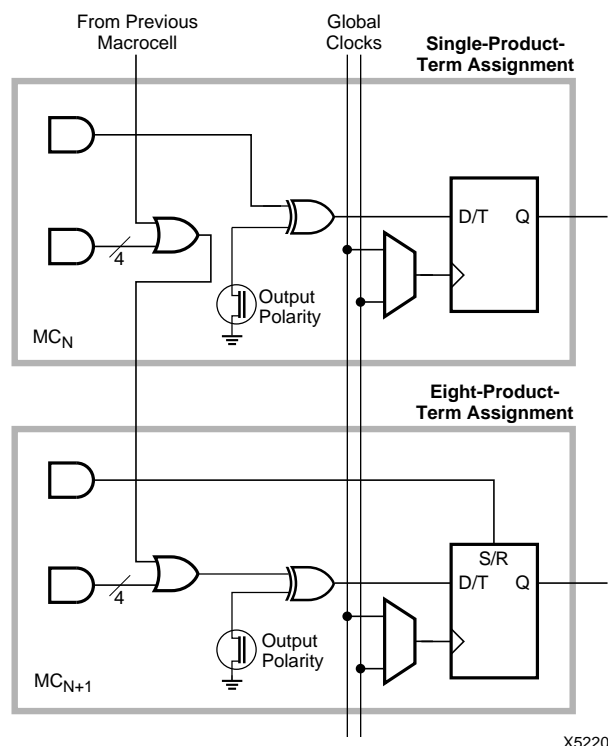 From Previous
Macrocell
Global
Clocks
Single-Product-
Term Assignment
D/T Q
4
Output
Polarity
MCN
Eight-Product-
Term Assignment
S/R
D/T Q
4
Output
Polarity
MCN+1
X5220